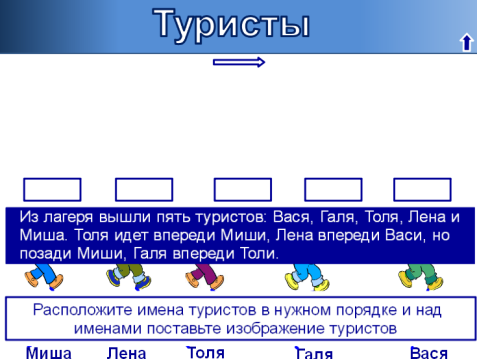 Туристы
Из лагеря вышли пять туристов: Вася, Галя, Толя, Лена и
Миша. Толя идет впереди Миши, Лена впереди Васи, но
позади Миши, Галя впереди Толи.
Расположите имена туристов в нужном порядке и над
именами поставьте изображение туристов
Миша Лена Толя Галя Вася